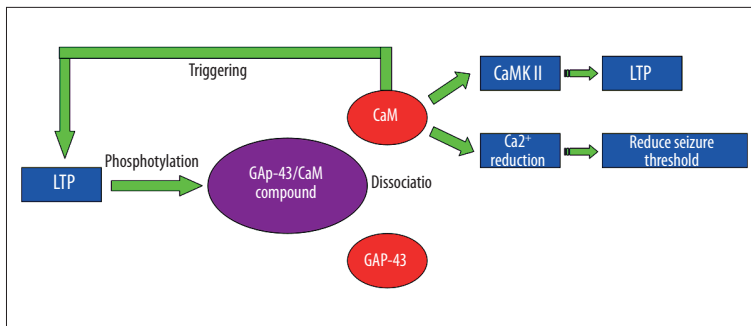 Triggering
CaM
CaMK II
LTP
Ca2+
reduction
Reduce seizure
threshold
LTP
Phosphotylation
GAp-43/CaM
compound
Dissociatio
GAP-43